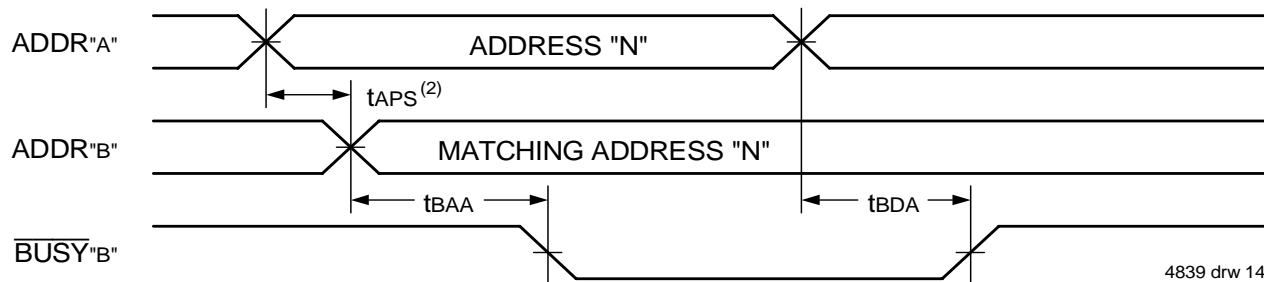 ADDR"A"
ADDRESS "N"
tAPS(2)
ADDR"B"
MATCHING ADDRESS "N"
tBAA
tBDA
BUSY"B"
4839 drw 14